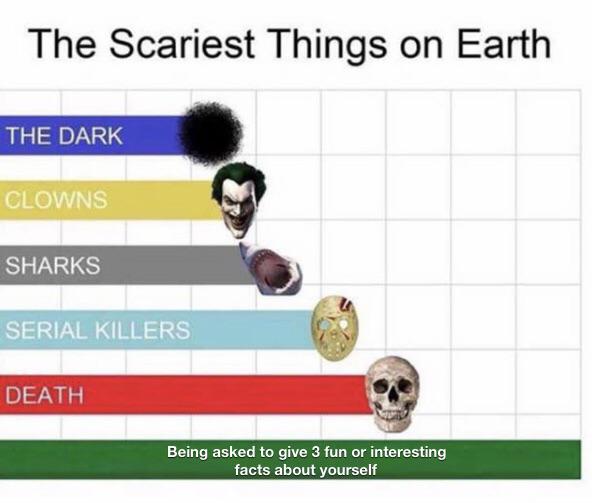 The Scariest Things on Earth
THE DARK
CLOWNS
SHARKS
SERIAL KILLERS
DEATH
Being asked to give 3 fun or interesting
facts about yourself